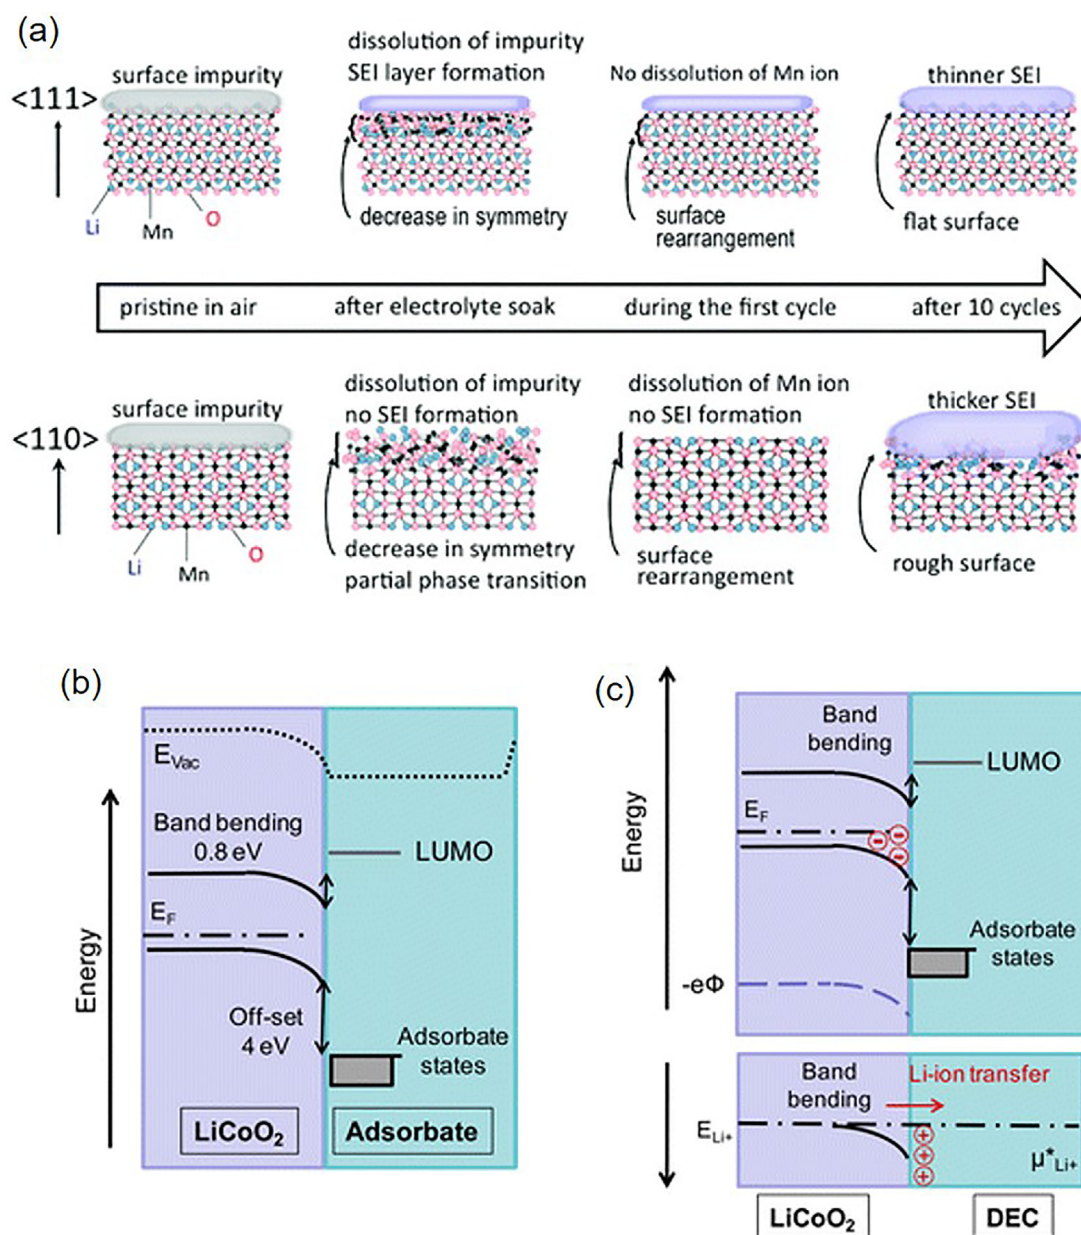 (a)
surface impurity
dissolution of impurity
SEI layer formation
No dissolution of Mn ion
thinner SEI
<111>
Li
Mn
O
decrease in symmetry
surface
rearrangement
flat surface
pristine in air
after electrolyte soak
during the first cycle
after 10 cycles
surface impurity
dissolution of impurity
no SEI formation
dissolution of Mn ion
no SEI formation
thicker SEI
<110>
Li
Mn
O
decrease in symmetry
partial phase transition
surface
rearrangement
rough surface
(b)
Energy
E_Vac
Band bending
0.8 eV
LUMO
E_F
Off-set
4 eV
Adsorbate
states
LiCoO₂
Adsorbate
(c)
Energy
Band
bending
LUMO
E_F
Adsorbate
states
-eΦ
Band
bending
Li-ion transfer
E_Li+
μ*_Li+
LiCoO₂
DEC